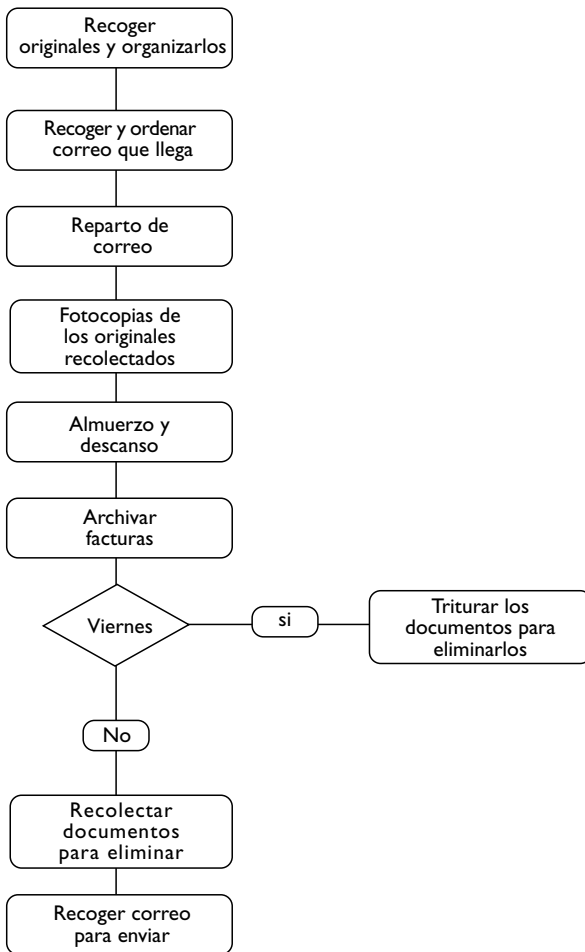 Recoger
originales y organizarlos
Recoger y ordenar
correo que llega
Reparto de
correo
Fotocopias de
los originales
recolectados
Almuerzo y
descanso
Archivar
facturas
Viernes
si
Triturar los
documentos para
eliminarlos
No
Recolectar
documentos
para eliminar
Recoger correo
para enviar